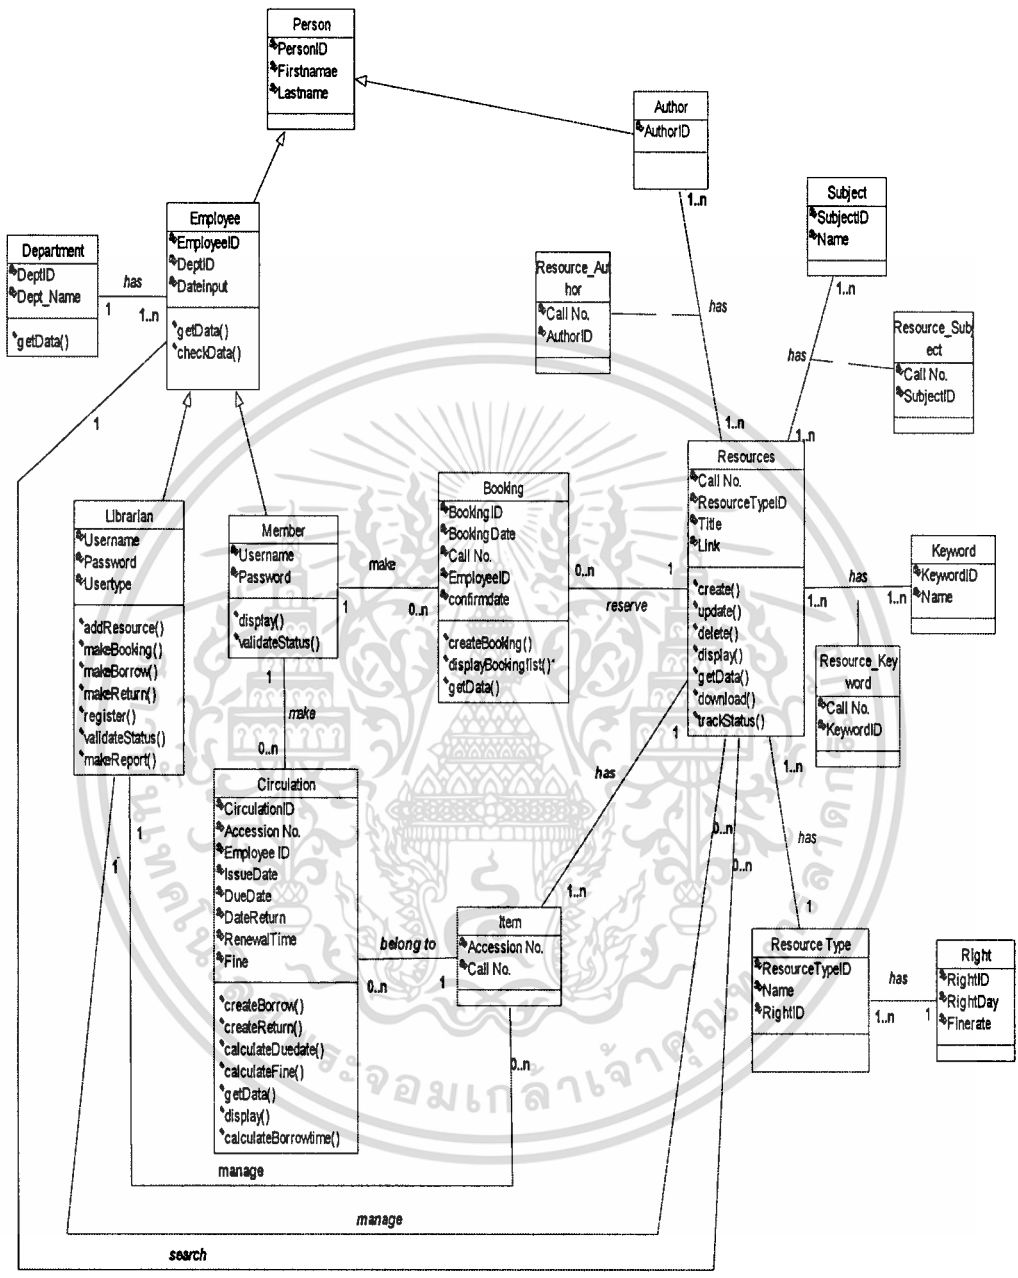 Person
PersonID
Firstnamae
Lastname
Author
AuthorID
1..n
Subject
SubjectID
Name
1..n
Employee
EmployeeID
DeptID
DateInput
getData()
checkData()
Department
DeptID
Dept_Name
getData()
has
1
1..n
Resource_Aut
hor
Call No.
AuthorID
has
Resource_Subj
ect
Call No.
SubjectID
has
1
1..n
1..n
Resources
Call No.
ResourceTypeID
Title
Link
create()
update()
delete()
display()
getData()
download()
trackStatus()
Librarian
Username
Password
Usertype
addResource()
makeBooking()
makeBorrow()
makeReturn()
register()
validateStatus()
makeReport()
Member
Username
Password
display()
validateStatus()
Booking
BookingID
BookingDate
Call No.
EmployeeID
confirmdate
createBooking()
displayBookinglist()*
getData()
make
1
0..n
0..n
1
reserve
Keyword
KeywordID
Name
has
1..n
1..n
Resource_Key
word
Call No.
KeywordID
1
make
0..n
Circulation
CirculationID
Accession No.
Employee ID
IssueDate
DueDate
DateReturn
RenewalTime
Fine
createBorrow()
createReturn()
calculateDuedate()
calculateFine()
getData()
display()
calculateBorrowtime()
1
has
1..n
1..n
has
1
0..n
0..n
1
1
Item
Accession No.
Call No.
belong to
0..n
1
0..n
Resource Type
ResourceTypeID
Name
RightID
has
1..n
1
Right
RightID
RightDay
Finerate
manage
manage
search